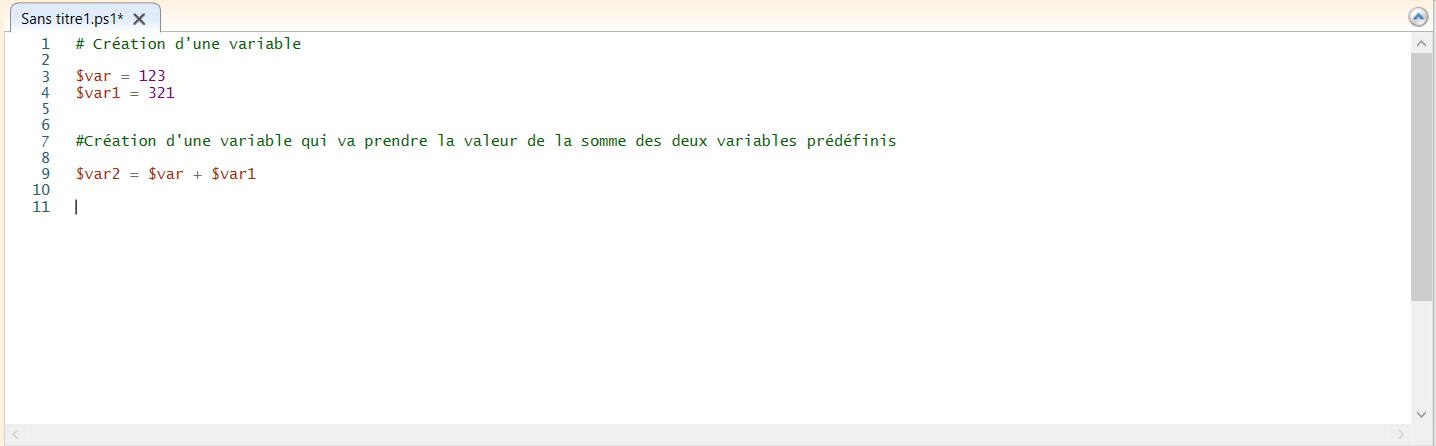 Sans titre1.ps1*
1 # Création d'une variable
2
3 $var = 123
4 $var1 = 321
5
6
7 #Création d'une variable qui va prendre la valeur de la somme des deux variables prédéfinis
8
9 $var2 = $var + $var1
10
11